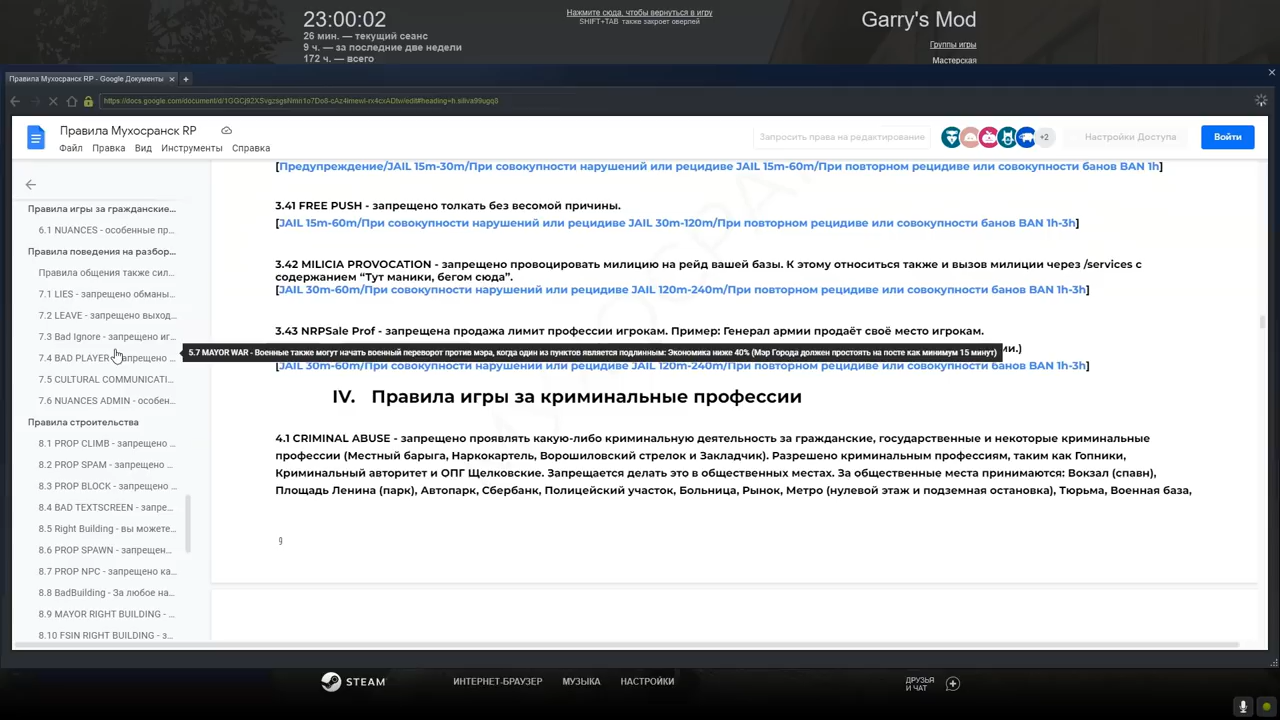 23:00:02
26 мин. — текущий сеанс
9 ч. — за последние две недели
172 ч. — всего
Нажмите сюда, чтобы вернуться в игру
SHIFT+TAB также закроет оверлей
Garry's Mod
Группы игры
Мастерская
Правила Мухосранск RP - Google Документы
Правила Мухосранск RP
Файл Правка Вид Инструменты Справка
Запросить права на редактирование
+2
Настройки Доступа
Войти
Правила игры за гражданские...
6.1 NUANCES - особенные пр...
Правила поведения на разбор...
Правила общения также сил...
7.1 LIES - запрещено обманы...
7.2 LEAVE - запрещено выход...
7.3 Bad Ignore - запрещено иг...
7.4 BAD PLAYER - запрещено ...
7.5 CULTURAL COMMUNICATI...
7.6 NUANCES ADMIN - особен...
Правила строительства
8.1 PROP CLIMB - запрещено ...
8.2 PROP SPAM - запрещено ...
8.3 PROP BLOCK - запрещено ...
8.4 BAD TEXTSCREEN - запре...
8.5 Right Building - вы можете...
8.6 PROP SPAWN - запрещен...
8.7 PROP NPC - запрещено ка...
8.8 BadBuilding - За любое на...
8.9 MAYOR RIGHT BUILDING - ...
8.10 FSIN RIGHT BUILDING - з...
[Предупреждение/JAIL 15m-30m/При совокупности нарушений или рецидиве JAIL 15m-60m/При повторном рецидиве или совокупности банов BAN 1h]
3.41 FREE PUSH - запрещено толкать без весомой причины.
[JAIL 15m-60m/При совокупности нарушений или рецидиве JAIL 30m-120m/При повторном рецидиве или совокупности банов BAN 1h-3h]
3.42 MILICIA PROVOCATION - запрещено провоцировать милицию на рейд вашей базы. К этому относиться также и вызов милиции через /services с
содержанием “Тут маники, бегом сюда”.
[JAIL 30m-60m/При совокупности нарушений или рецидиве JAIL 120m-240m/При повторном рецидиве или совокупности банов BAN 1h-3h]
3.43 NRPSale Prof - запрещена продажа лимит профессии игрокам. Пример: Генерал армии продаёт своё место игрокам.
5.7 MAYOR WAR - Военные также могут начать военный переворот против мэра, когда один из пунктов является подлинным: Экономика ниже 40% (Мэр Города должен простоять на посте как минимум 15 минут)
ми.)
[JAIL 30m-60m/При совокупности нарушений или рецидиве JAIL 120m-240m/При повторном рецидиве или совокупности банов BAN 1h-3h]
IV. Правила игры за криминальные профессии
4.1 CRIMINAL ABUSE - запрещено проявлять какую-либо криминальную деятельность за гражданские, государственные и некоторые криминальные
профессии (Местный барыга, Наркокартель, Ворошиловский стрелок и Закладчик). Разрешено криминальным профессиям, таким как Гопники,
Криминальный авторитет и ОПГ Щелковские. Запрещается делать это в общественных местах. За общественные места принимаются: Вокзал (спавн),
Площадь Ленина (парк), Автопарк, Сбербанк, Полицейский участок, Больница, Рынок, Метро (нулевой этаж и подземная остановка), Тюрьма, Военная база,
9
STEAM
ИНТЕРНЕТ-БРАУЗЕР МУЗЫКА НАСТРОЙКИ
ДРУЗЬЯ
И ЧАТ